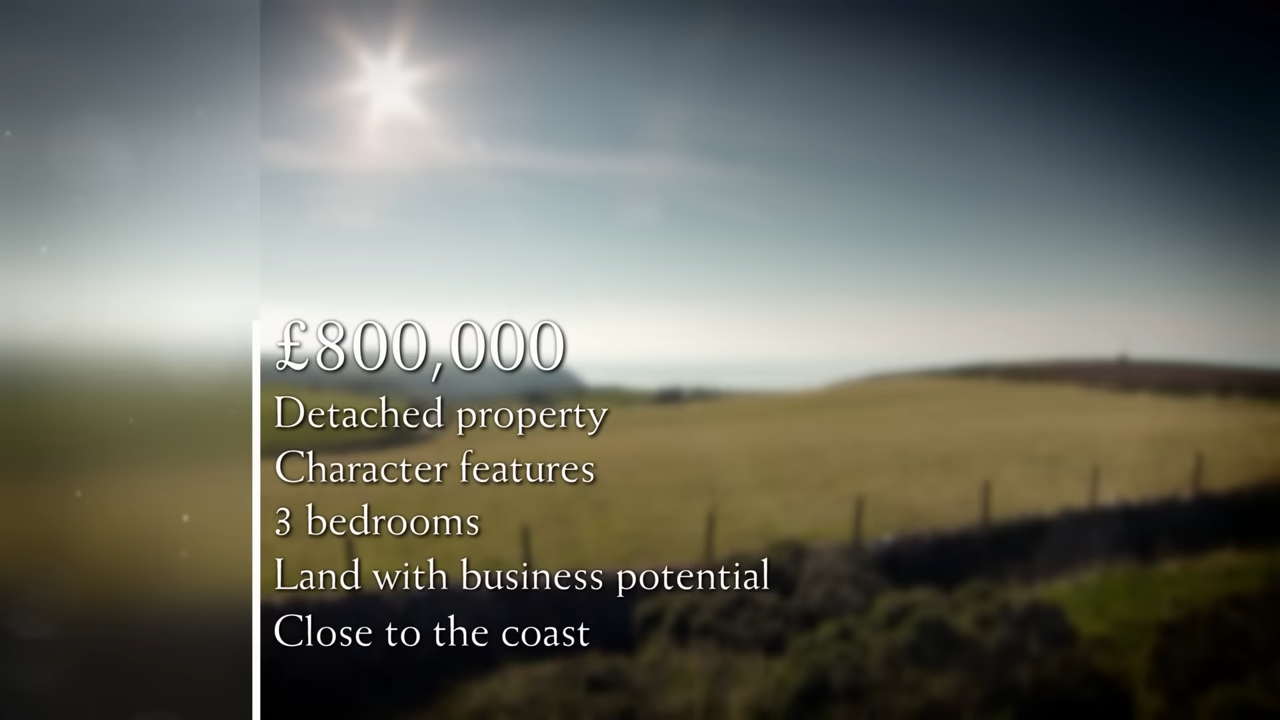 £800,000
Detached property
Character features
3 bedrooms
Land with business potential
Close to the coast